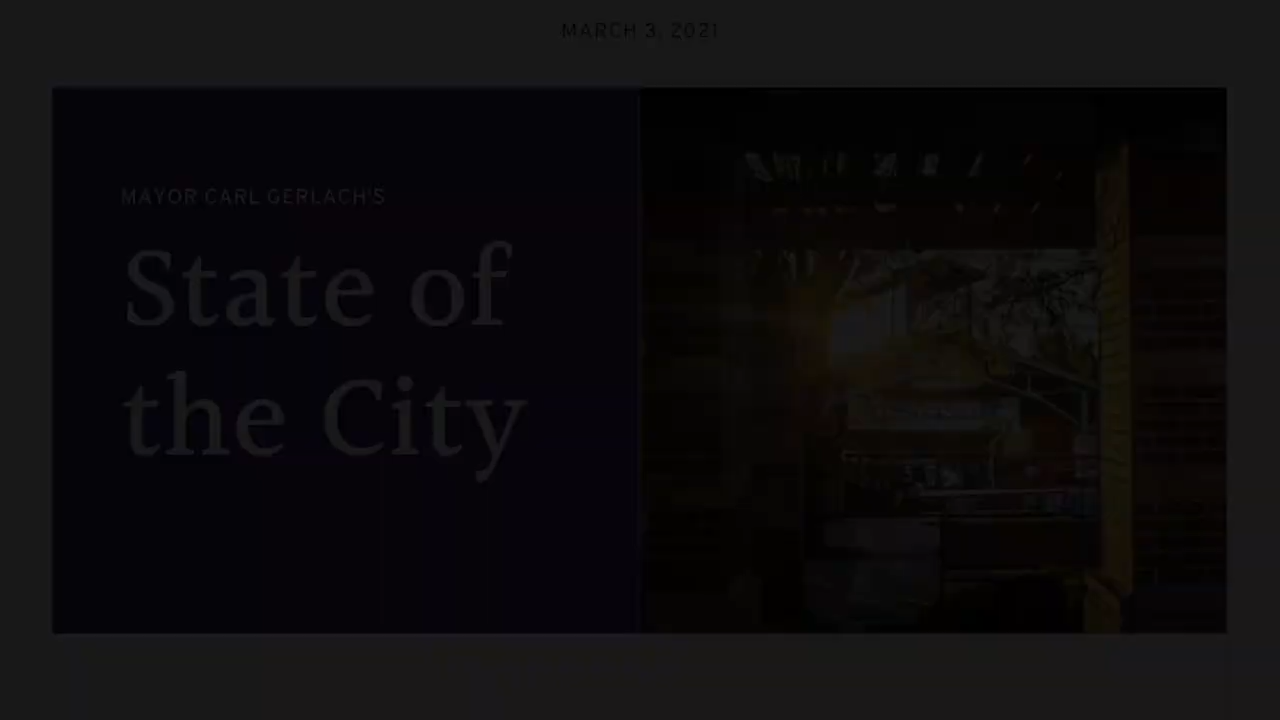 MARCH 3, 2021
MAYOR CARL GERLACH'S
State of
the City